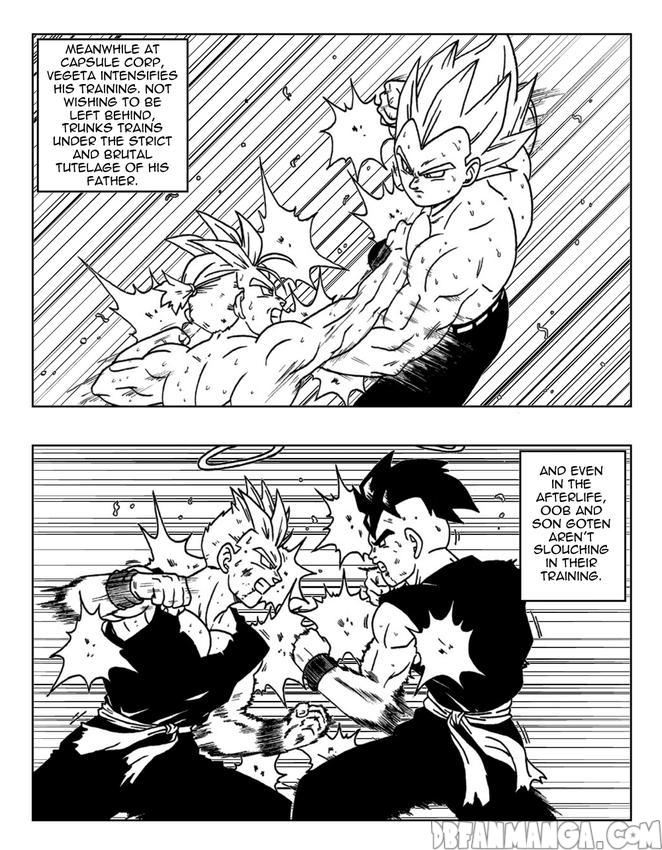 MEANWHILE AT
CAPSULE CORP,
VEGETA INTENSIFIES
HIS TRAINING. NOT
WISHING TO BE
LEFT BEHIND,
TRUNKS TRAINS
UNDER THE STRICT
AND BRUTAL
TUTELAGE OF HIS
FATHER.
AND EVEN
IN THE
AFTERLIFE,
OOB AND
SON GOTEN
AREN'T
SLOUCHING
IN THEIR
TRAINING.
DBFANMANGA.COM